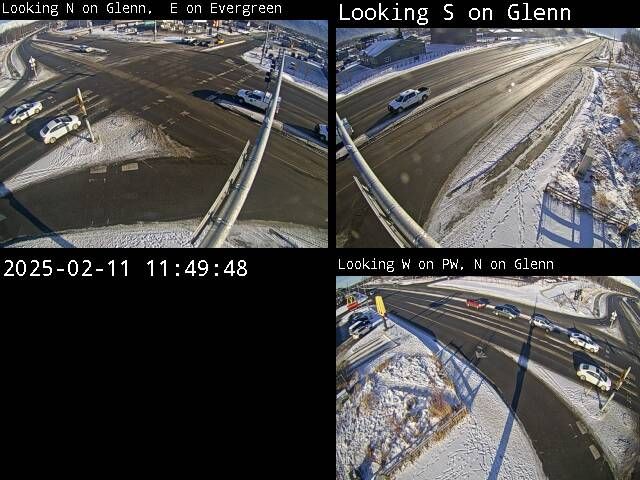 Looking N on Glenn,  E on Evergreen
Looking S on Glenn
2025-02-11 11:49:48
Looking W on PW, N on Glenn